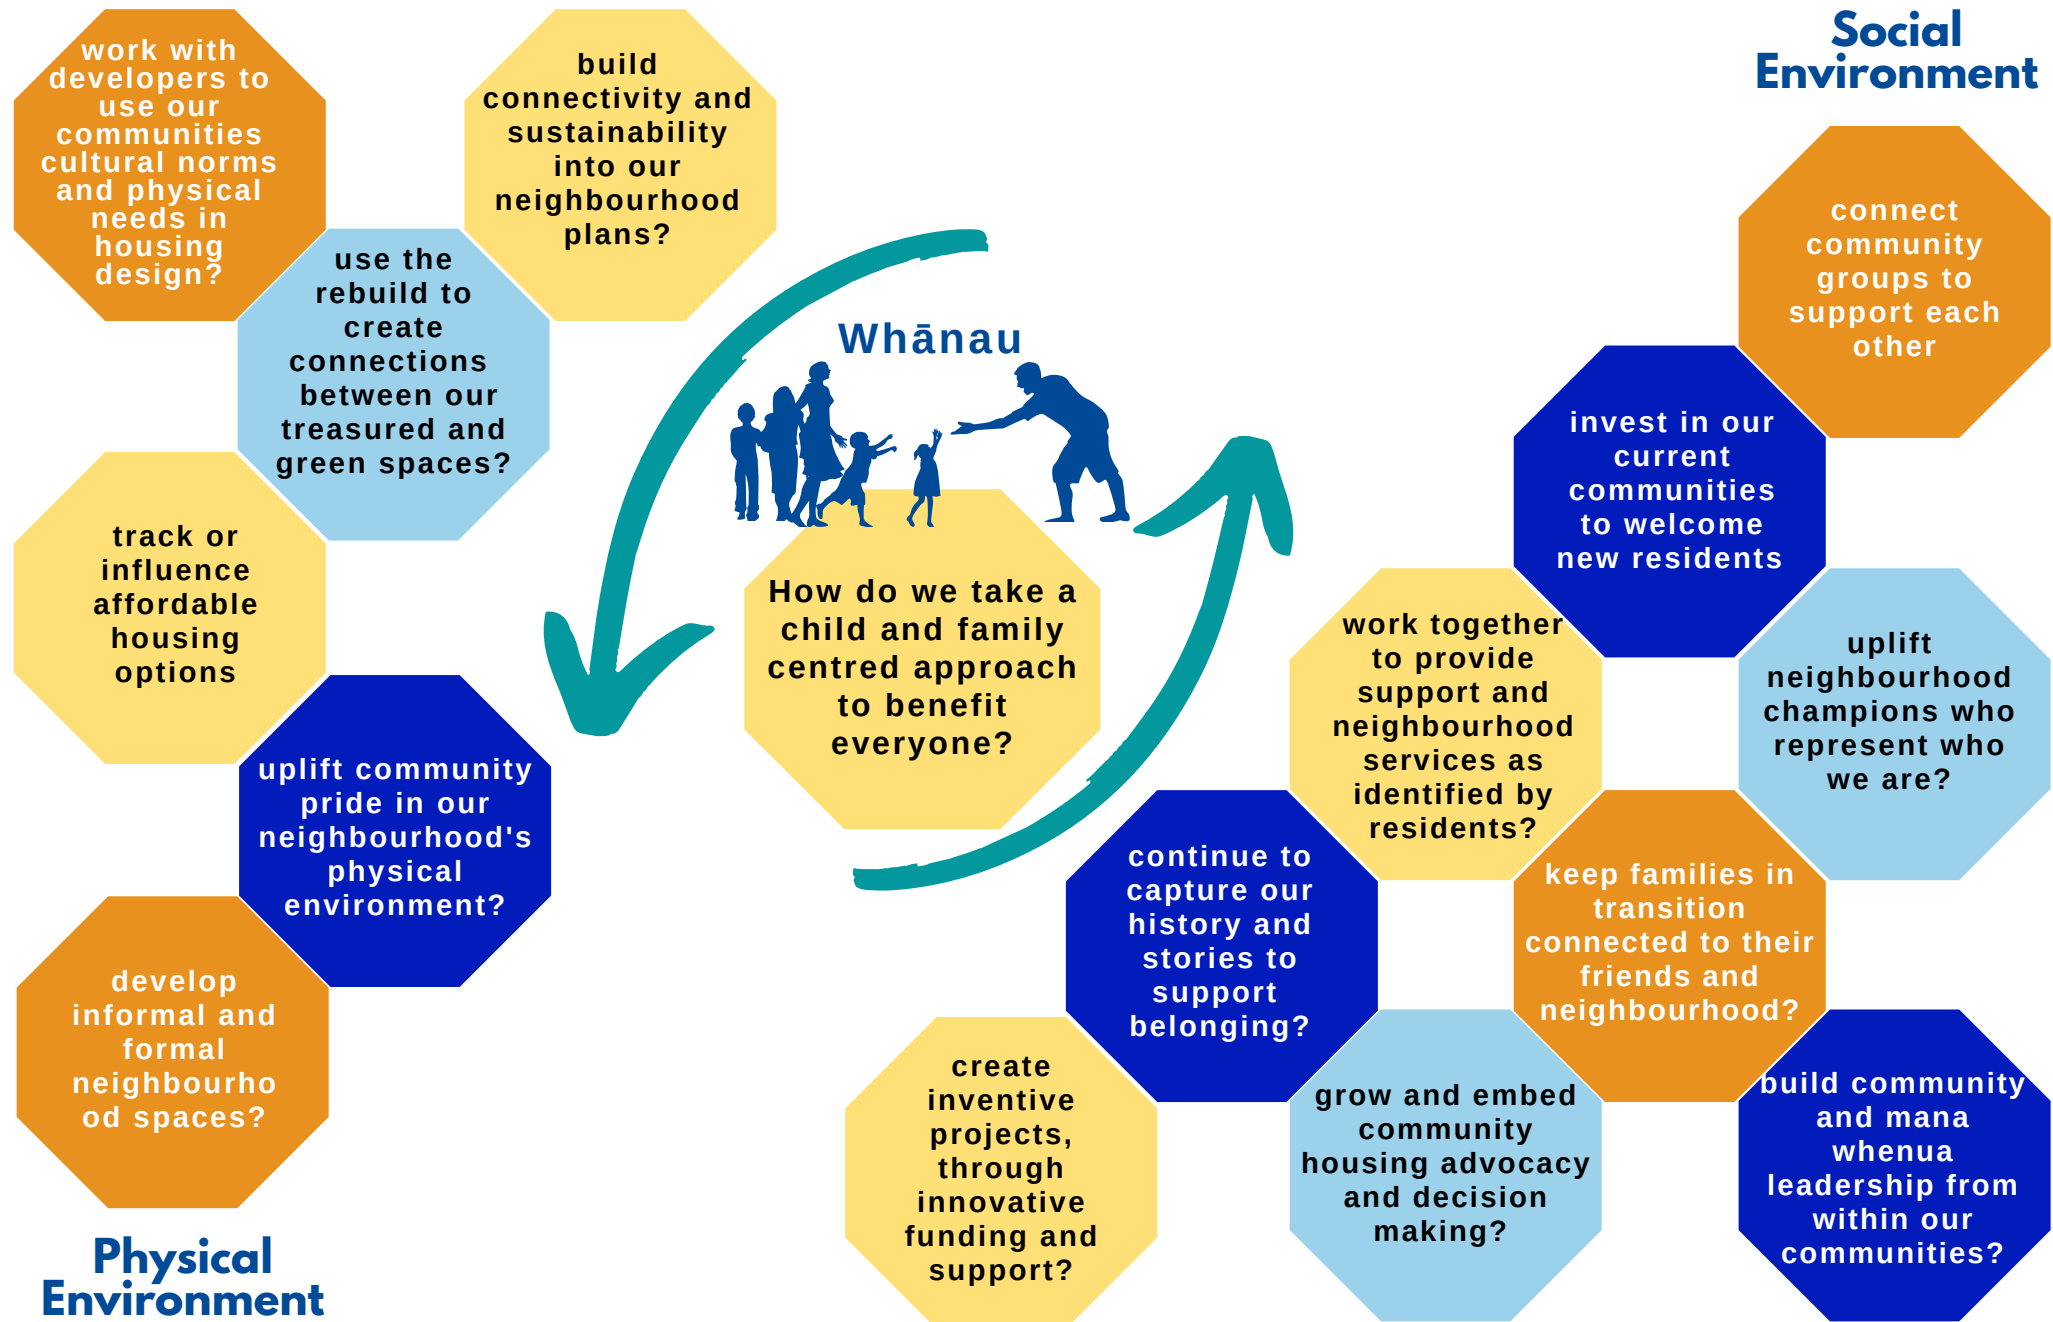 work with
developers to
use our
communities
cultural norms
and physical
needs in
housing
design?
build
connectivity and
sustainability
into our
neighbourhood
plans?
use the
rebuild to
create
connections
between our
treasured and
green spaces?
track or
influence
affordable
housing
options
uplift community
pride in our
neighbourhood's
physical
environment?
develop
informal and
formal
neighbourho
od spaces?
Physical
Environment
Whānau
How do we take a
child and family
centred approach
to benefit
everyone?
Social
Environment
connect
community
groups to
support each
other
invest in our
current
communities
to welcome
new residents
work together
to provide
support and
neighbourhood
services as
identified by
residents?
uplift
neighbourhood
champions who
represent who
we are?
continue to
capture our
history and
stories to
support
belonging?
keep families in
transition
connected to their
friends and
neighbourhood?
create
inventive
projects,
through
innovative
funding and
support?
grow and embed
community
housing advocacy
and decision
making?
build community
and mana
whenua
leadership from
within our
communities?